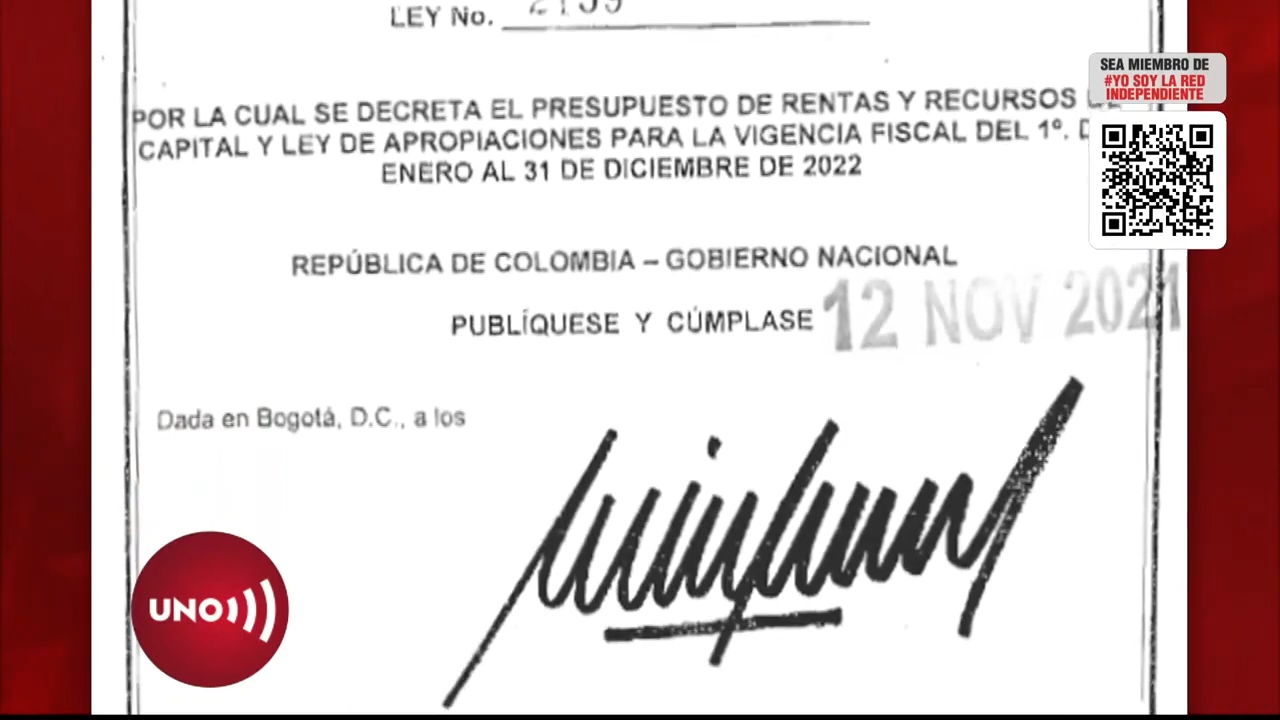 LEY No. 2159
POR LA CUAL SE DECRETA EL PRESUPUESTO DE RENTAS Y RECURSOS
CAPITAL Y LEY DE APROPIACIONES PARA LA VIGENCIA FISCAL DEL 1º.
ENERO AL 31 DE DICIEMBRE DE 2022
REPÚBLICA DE COLOMBIA – GOBIERNO NACIONAL
PUBLÍQUESE Y CÚMPLASE
12 NOV 2021
Dada en Bogotá, D.C., a los
UNO
SEA MIEMBRO DE
#YO SOY LA RED
INDEPENDIENTE